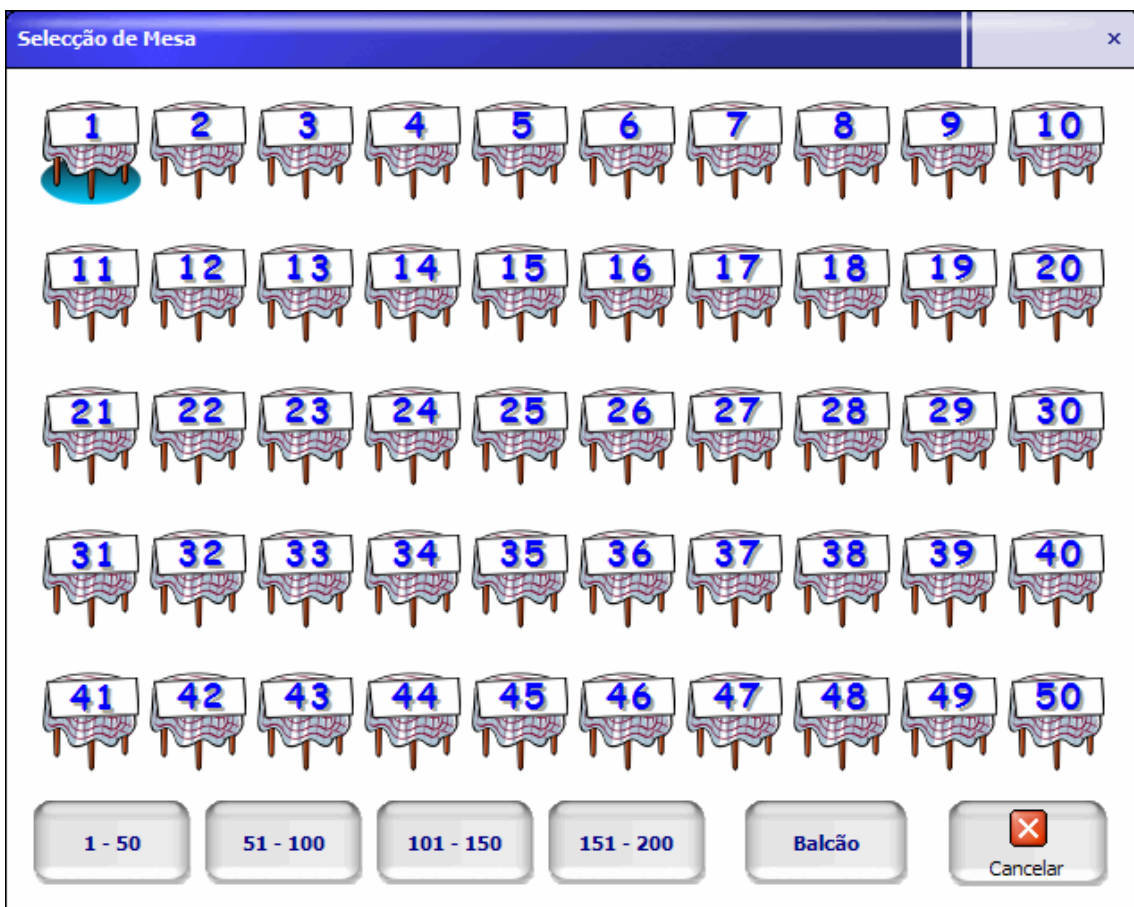 Selecção de Mesa x
1 2 3 4 5 6 7 8 9 10
11 12 13 14 15 16 17 18 19 20
21 22 23 24 25 26 27 28 29 30
31 32 33 34 35 36 37 38 39 40
41 42 43 44 45 46 47 48 49 50
1 - 50 51 - 100 101 - 150 151 - 200 Balcão
Cancelar